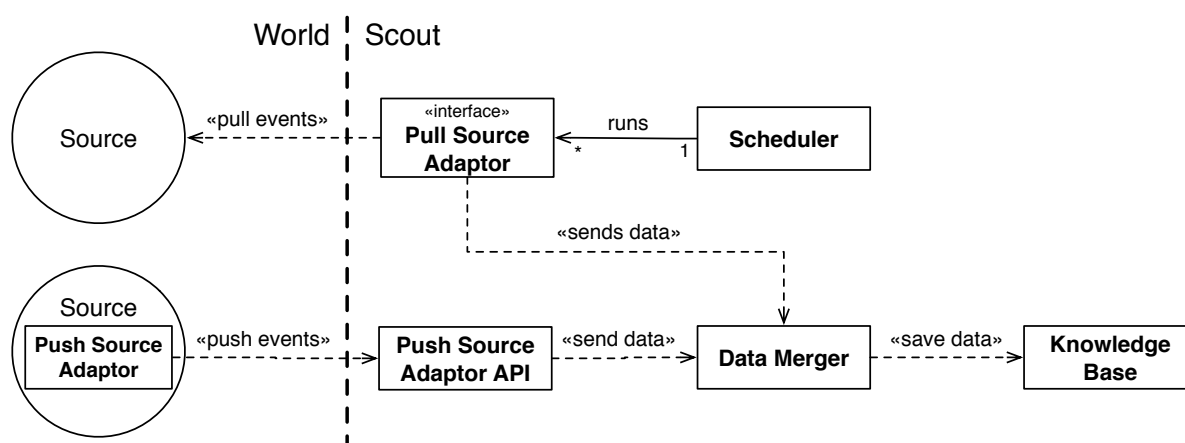 World
Scout
Source
«pull events»
«interface»
Pull Source
Adaptor
runs
*
1
Scheduler
«sends data»
Source
Push Source
Adaptor
«push events»
Push Source
Adaptor API
«send data»
Data Merger
«save data»
Knowledge
Base